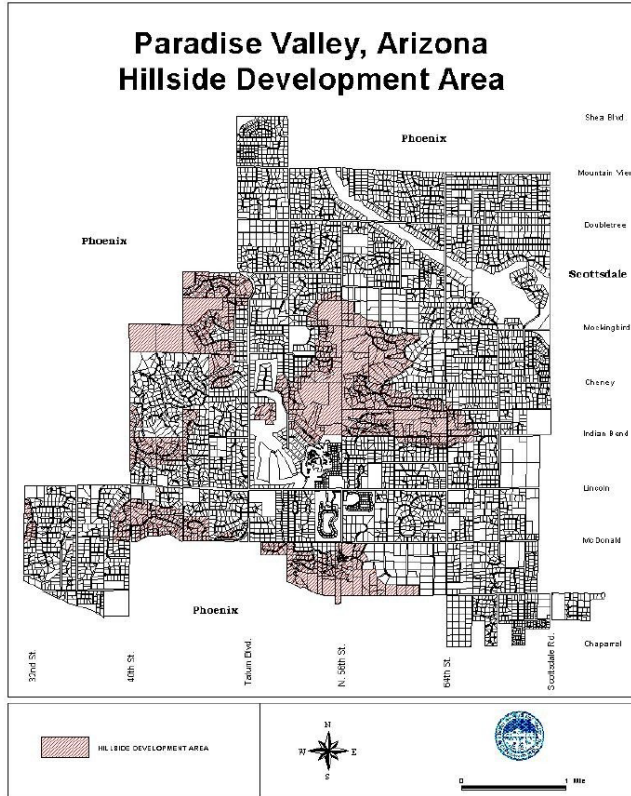 Paradise Valley, Arizona
Hillside Development Area
Shea Blvd.
Phoenix
Mountain View
Doubletree
Phoenix
Scottsdale
Mockingbird
Cheney
Indian Bend
Lincoln
McDonald
Phoenix
Chaparral
32nd St.
40th St.
Tatum Blvd.
N. 56th St.
64th St.
Scottsdale Rd.
HILLSIDE DEVELOPMENT AREA
N
W E
S
0 1 Mile